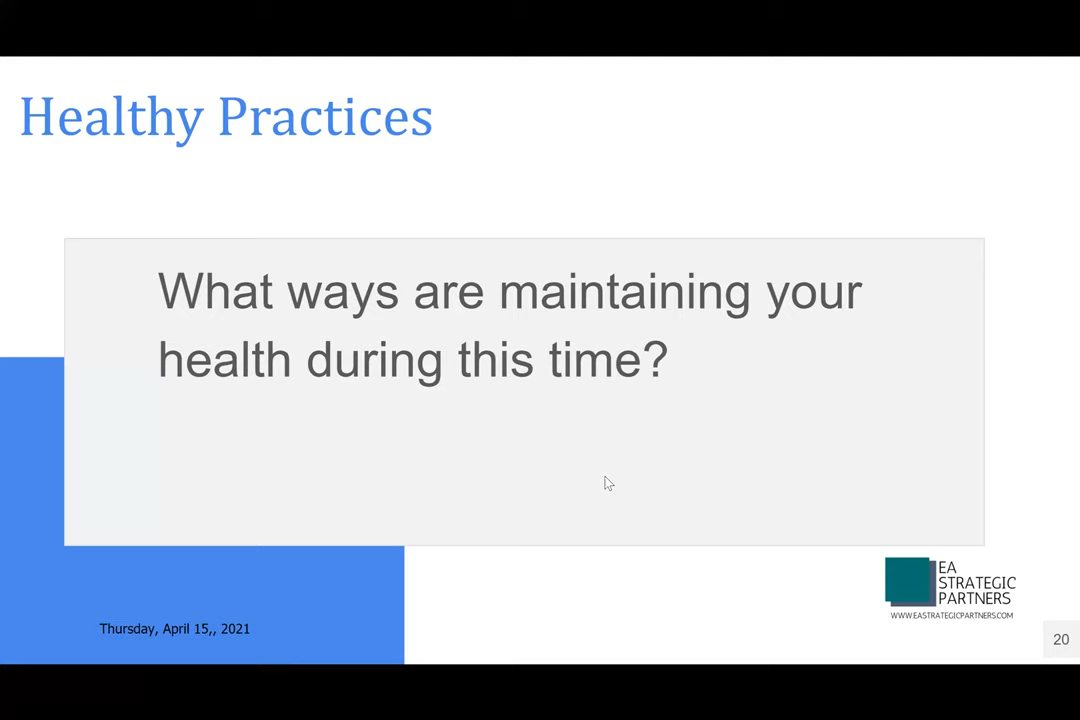 Healthy Practices
What ways are maintaining your
health during this time?
EA
STRATEGIC
PARTNERS
WWW.EASTRATEGICPARTNERS.COM
Thursday, April 15,, 2021
20